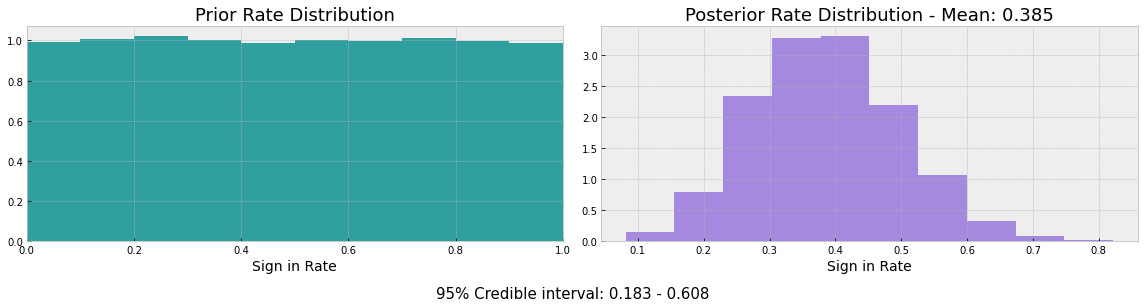 Prior Rate Distribution
1.0
0.8
0.6
0.4
0.2
0.0
0.0 0.2 0.4 0.6 0.8 1.0
Sign in Rate
Posterior Rate Distribution - Mean: 0.385
3.0
2.5
2.0
1.5
1.0
0.5
0.0
0.1 0.2 0.3 0.4 0.5 0.6 0.7 0.8
Sign in Rate
95% Credible interval: 0.183 - 0.608